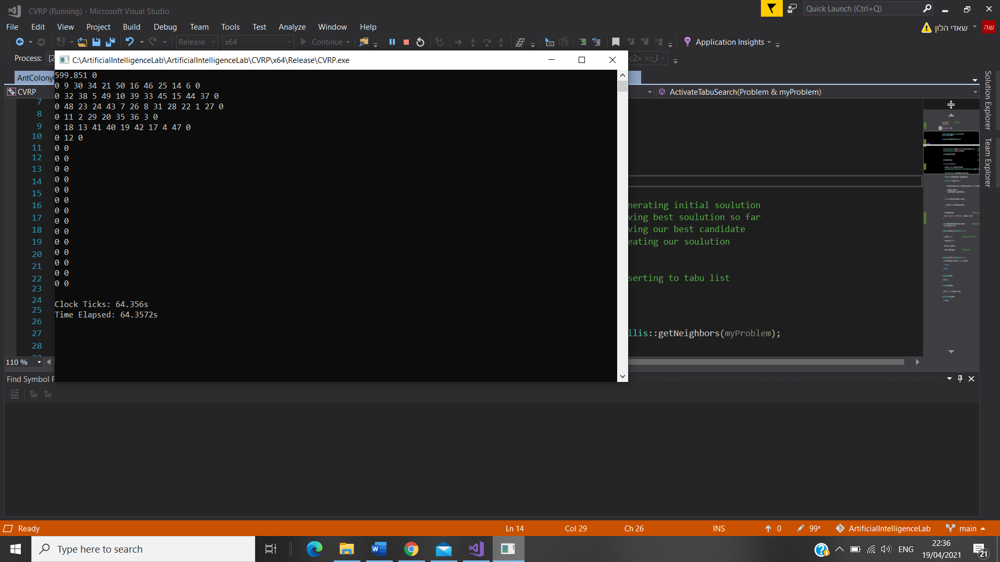 CVRP (Running) - Microsoft Visual Studio
Quick Launch (Ctrl+Q)
File Edit View Project Build Debug Team Tools Test Analyze Window Help
שאדי הלון
שה
Release x64 Continue Application Insights
Process: [2
C:\ArtificialIntelligenceLab\ArtificialIntelligenceLab\CVRP\x64\Release\CVRP.exe
AntColony
CVRP
ActivateTabuSearch(Problem & myProblem)
599.851 0
0 9 30 34 21 50 16 46 25 14 6 0
0 32 38 5 49 10 39 33 45 15 44 37 0
0 48 23 24 43 7 26 8 31 28 22 1 27 0
0 11 2 29 20 35 36 3 0
0 18 13 41 40 19 42 17 4 47 0
0 12 0
0 0
0 0
0 0
0 0
0 0
0 0
0 0
0 0
0 0
0 0
0 0
0 0
0 0
0 0
Clock Ticks: 64.356s
Time Elapsed: 64.3572s
7
8
9
10
11
12
13
14
15
16
17
18
19
20
21
22
23
24
25
26
27
28
nerating initial soulution
ving best soulution so far
ving our best candidate
eating our soulution
serting to tabu list
llis::getNeighbors(myProblem);
Solution Explorer
Team Explorer
110 %
Find Symbol
Ready Ln 14 Col 29 Ch 26 INS 0 99* ArtificialIntelligenceLab main
Type here to search
ENG
22:36
19/04/2021
21